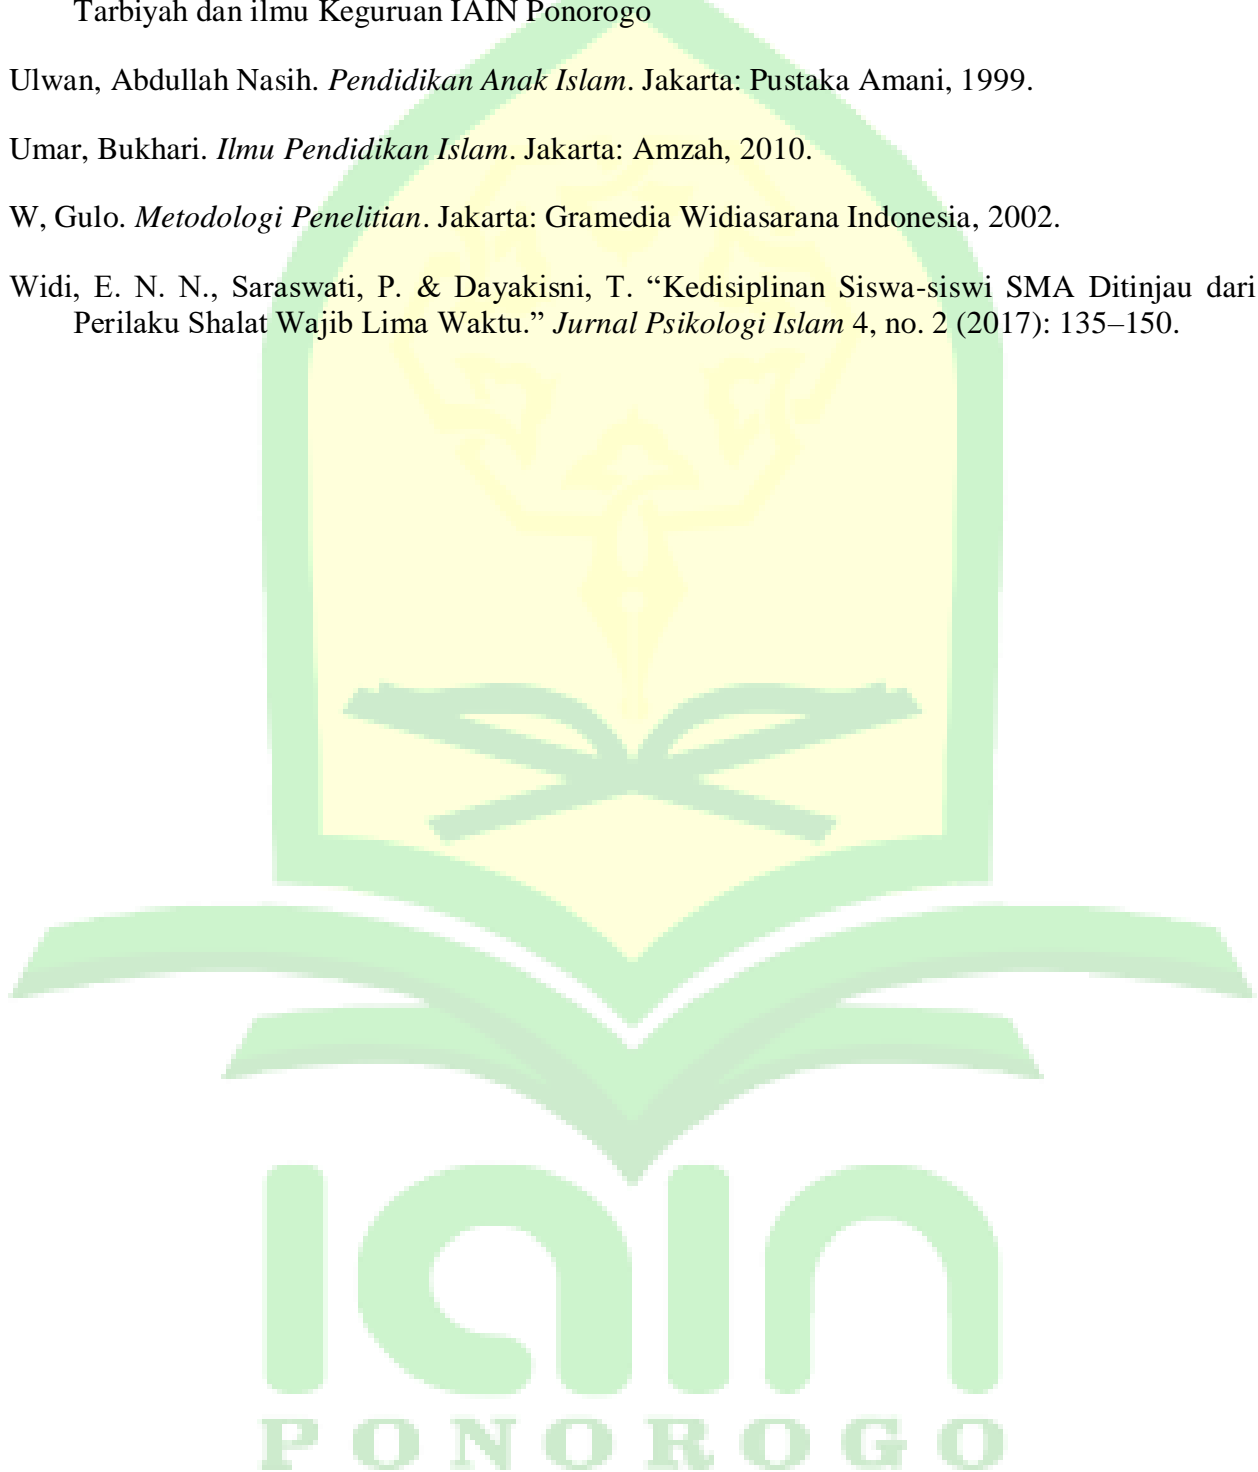 Tarbiyah dan ilmu Keguruan IAIN Ponorogo
Ulwan, Abdullah Nasih. Pendidikan Anak Islam. Jakarta: Pustaka Amani, 1999.
Umar, Bukhari. Ilmu Pendidikan Islam. Jakarta: Amzah, 2010.
W, Gulo. Metodologi Penelitian. Jakarta: Gramedia Widiasarana Indonesia, 2002.
Widi, E. N. N., Saraswati, P. & Dayakisni, T. “Kedisiplinan Siswa-siswi SMA Ditinjau dari
Perilaku Shalat Wajib Lima Waktu.” Jurnal Psikologi Islam 4, no. 2 (2017): 135–150.
IAIN
PONOROGO